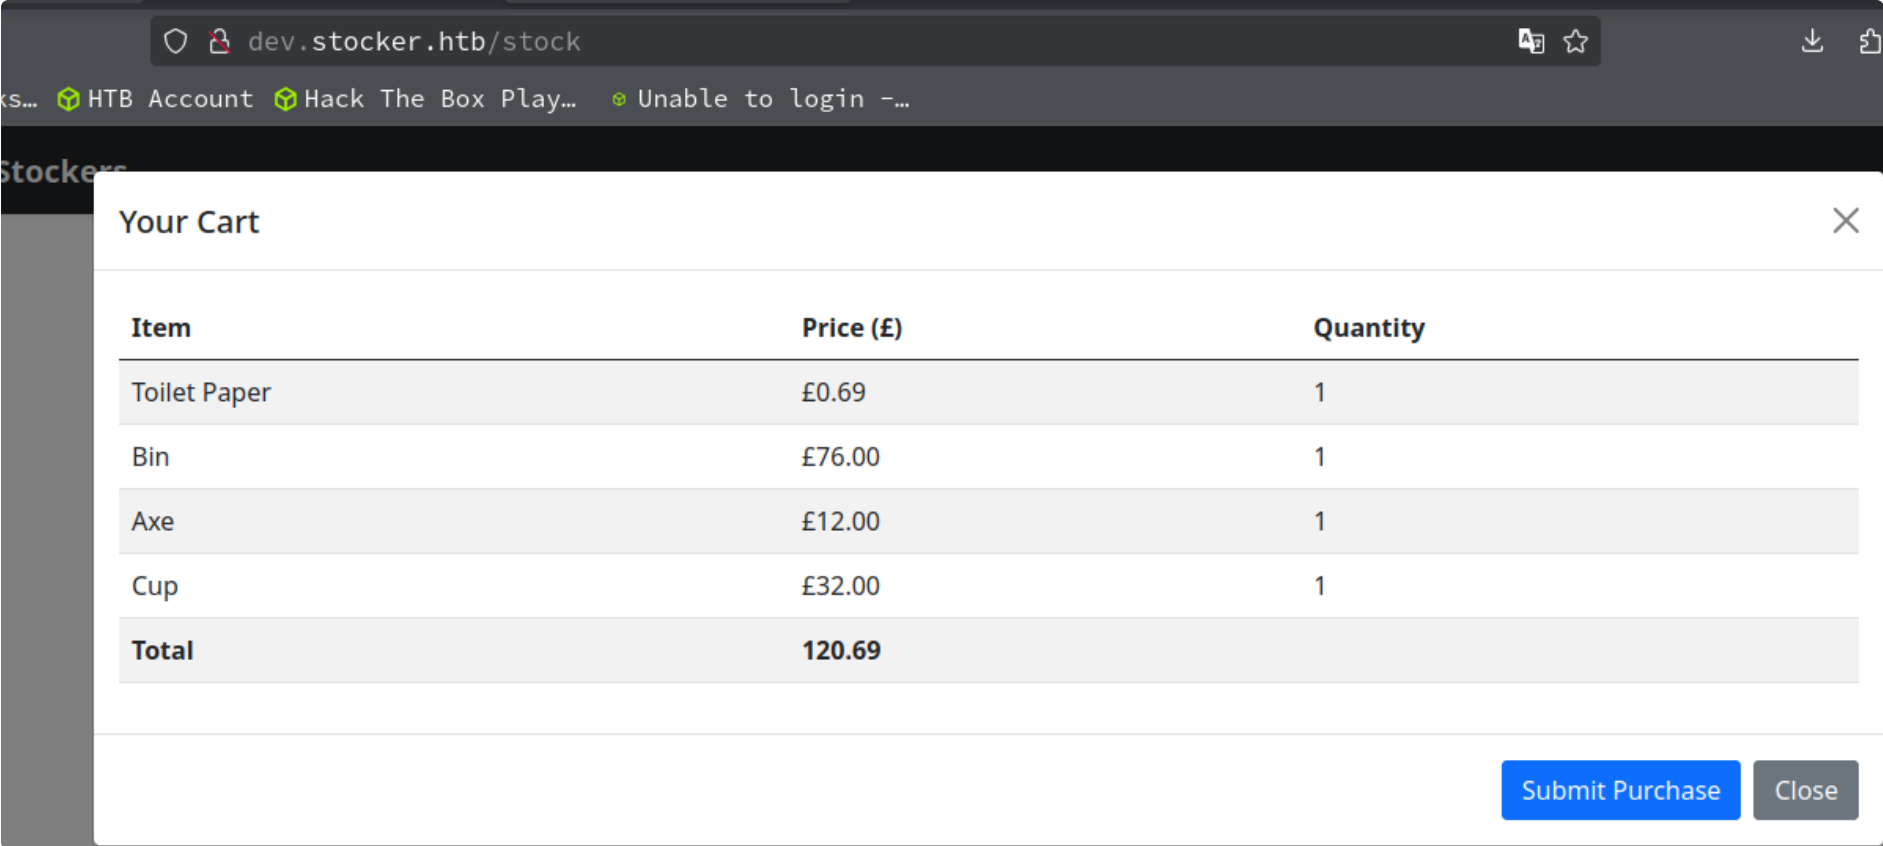 dev.stocker.htb/stock
ks… HTB Account Hack The Box Play… Unable to login –…
Stockers
Your Cart
Item Price (£) Quantity
Toilet Paper £0.69 1
Bin £76.00 1
Axe £12.00 1
Cup £32.00 1
Total 120.69
Submit Purchase Close